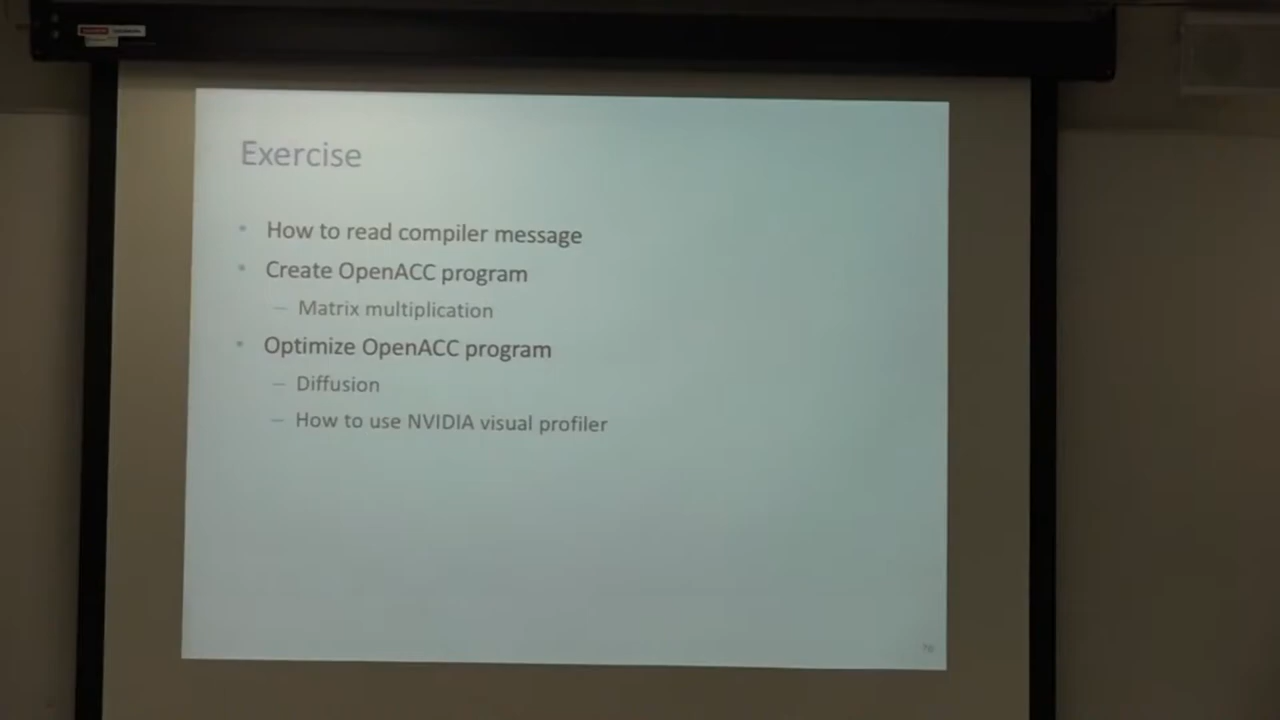 Exercise
• How to read compiler message
• Create OpenACC program
– Matrix multiplication
• Optimize OpenACC program
– Diffusion
– How to use NVIDIA visual profiler